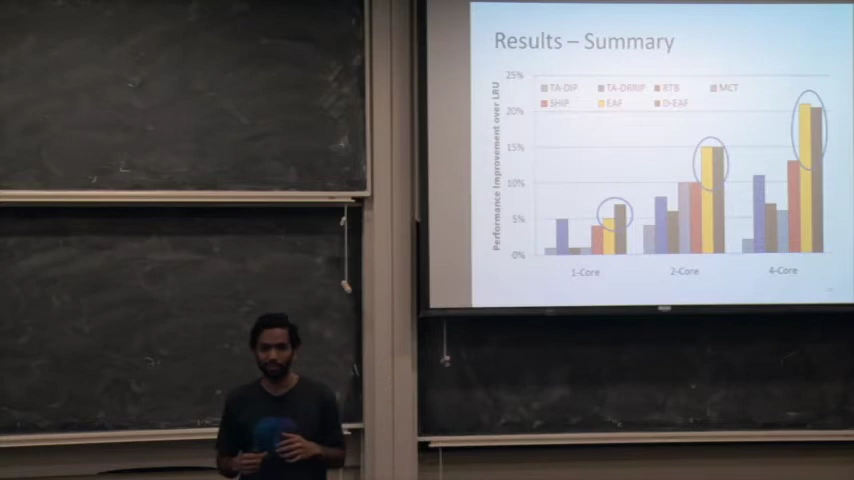 Results – Summary
25%
TA-DIP TA-DRRIP RTB MCT
SHIP EAF D-EAF
20%
15%
10%
5%
0%
Performance Improvement over LRU
1-Core 2-Core 4-Core